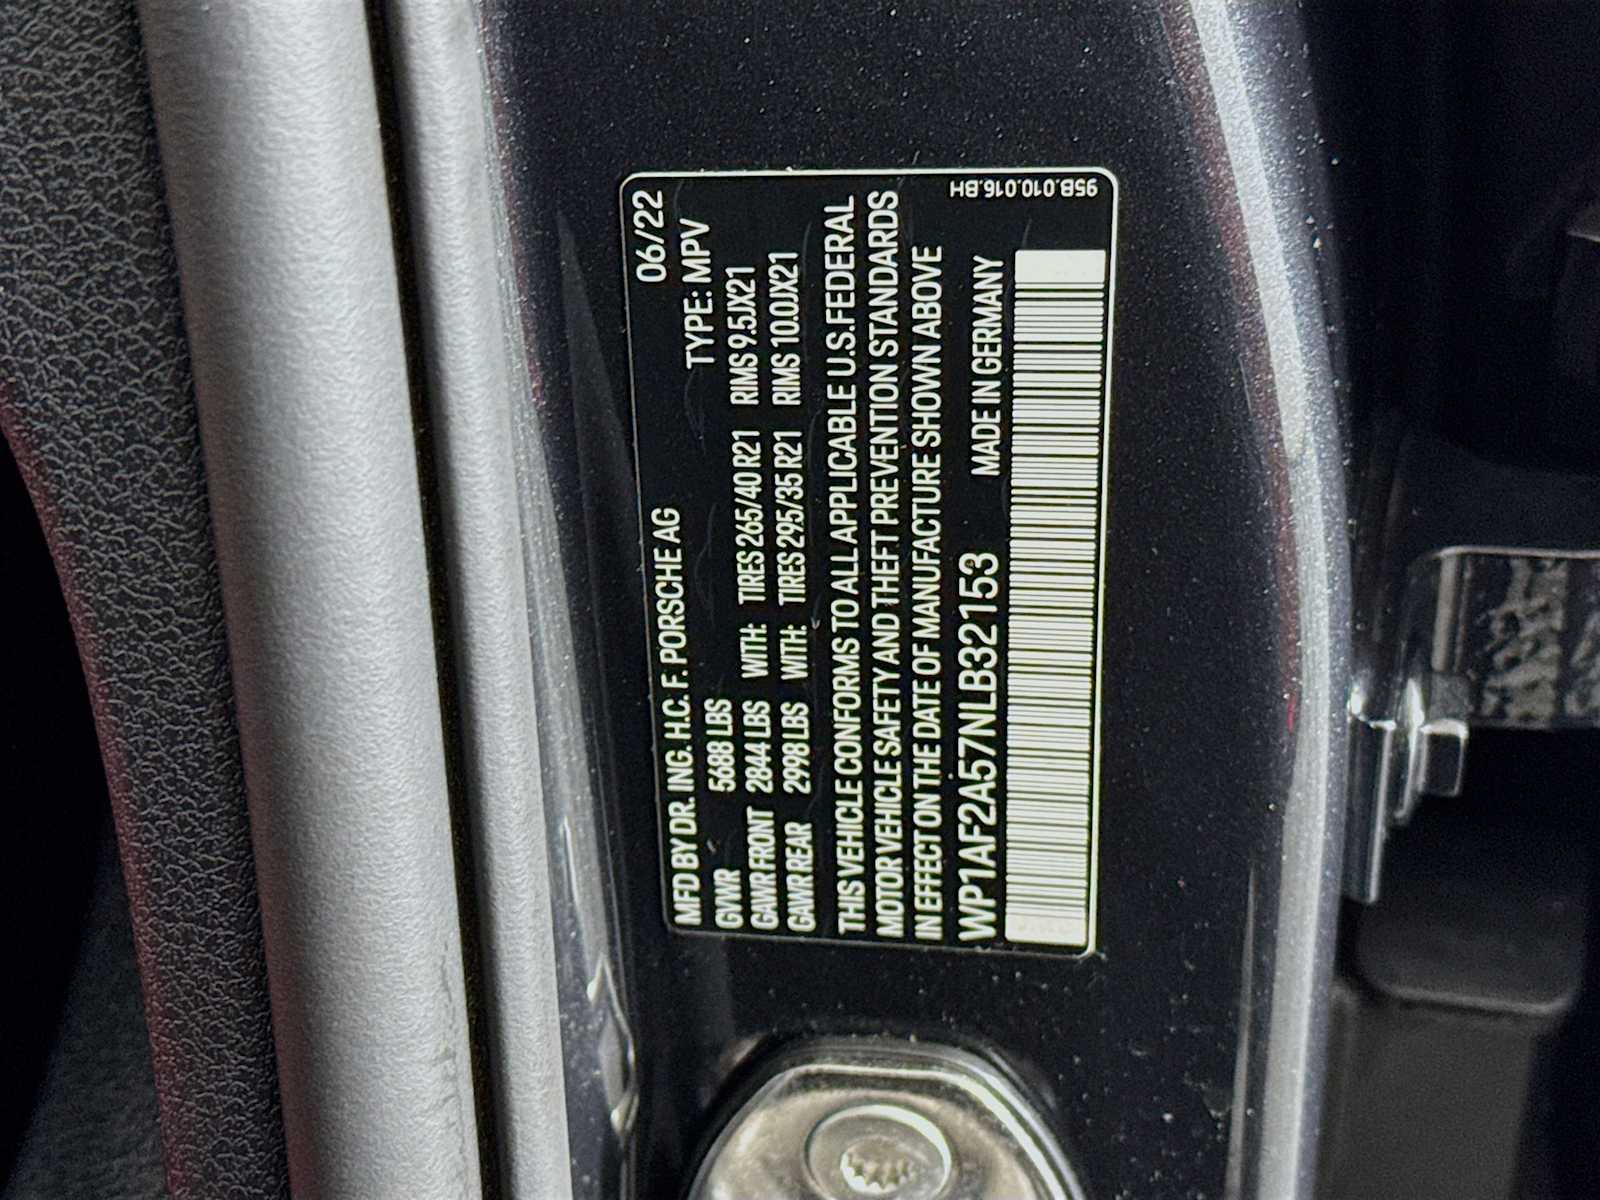 MFD BY DR. ING. H.C. F. PORSCHE AG 06/22
GVWR 5688 LBS TYPE: MPV
GAWR FRONT 2844 LBS WITH: TIRES 265/40 R21 RIMS 9.5JX21
GAWR REAR 2998 LBS WITH: TIRES 295/35 R21 RIMS 10.0JX21
THIS VEHICLE CONFORMS TO ALL APPLICABLE U.S.FEDERAL
MOTOR VEHICLE SAFETY AND THEFT PREVENTION STANDARDS
IN EFFECT ON THE DATE OF MANUFACTURE SHOWN ABOVE
WP1AF2A57NLB32153 MADE IN GERMANY
95B.010.016.BH